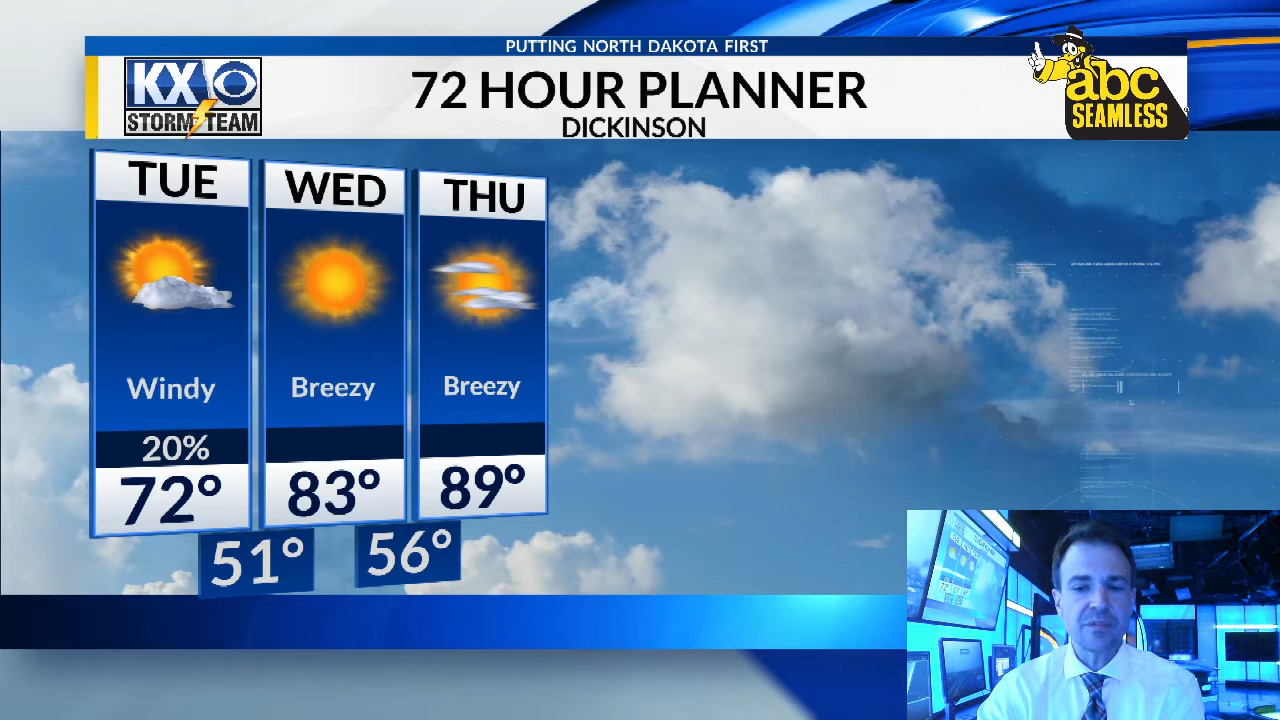 PUTTING NORTH DAKOTA FIRST
KX
STORM TEAM
72 HOUR PLANNER
DICKINSON
abc
SEAMLESS
TUE
WED
THU
Windy
Breezy
Breezy
20%
72°
83°
89°
51°
56°